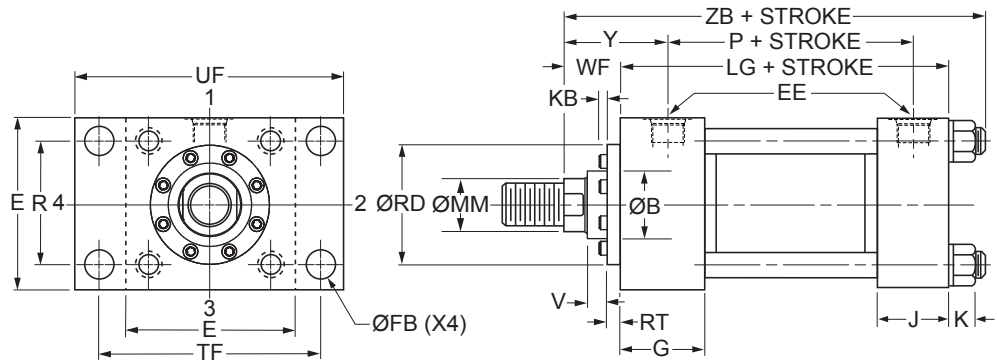 ZB + STROKE
Y
P + STROKE
UF
WF
LG + STROKE
1
KB
EE
E
R
4
2
ØRD
ØMM
ØB
3
V
ØFB (X4)
E
RT
J
K
TF
G